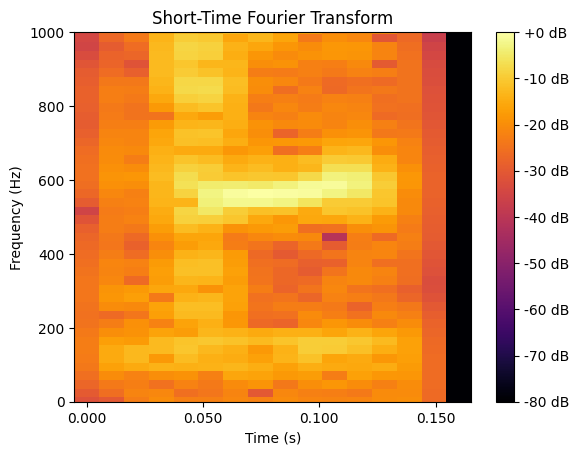 Short-Time Fourier Transform
1000
800
600
400
200
0
Frequency (Hz)
0.000
0.050
0.100
0.150
Time (s)
+0 dB
-10 dB
-20 dB
-30 dB
-40 dB
-50 dB
-60 dB
-70 dB
-80 dB